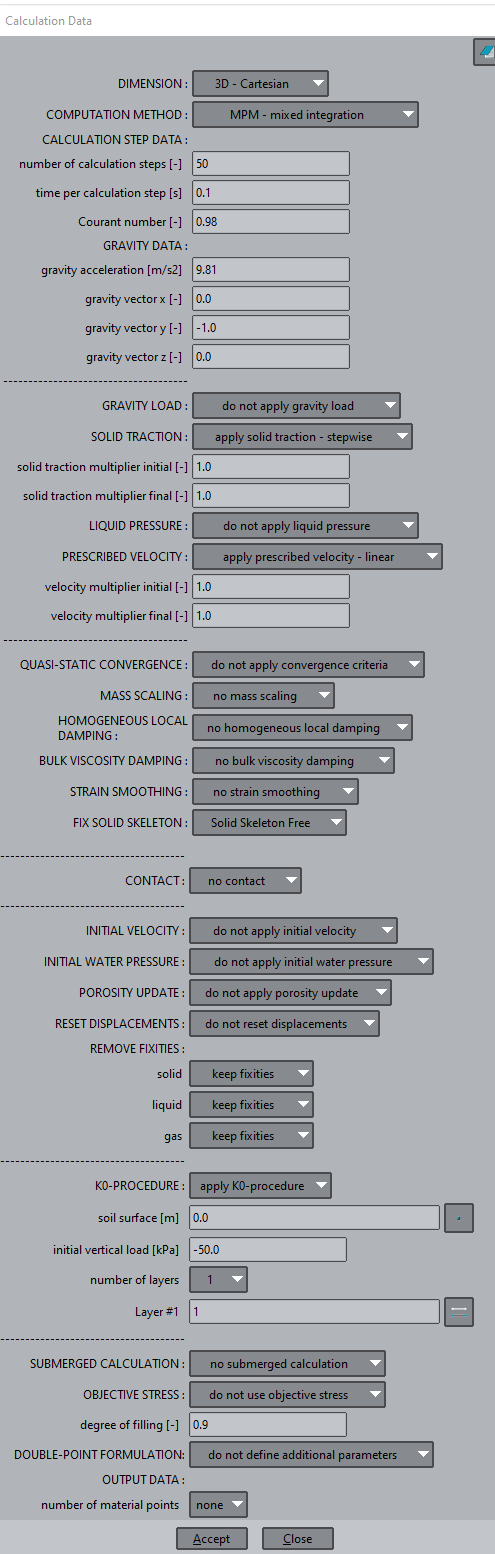 Calculation Data
DIMENSION : 3D - Cartesian
COMPUTATION METHOD : MPM - mixed integration
CALCULATION STEP DATA :
number of calculation steps [-] 50
time per calculation step [s] 0.1
Courant number [-] 0.98
GRAVITY DATA :
gravity acceleration [m/s2] 9.81
gravity vector x [-] 0.0
gravity vector y [-] -1.0
gravity vector z [-] 0.0
--------------------------------
GRAVITY LOAD : do not apply gravity load
SOLID TRACTION : apply solid traction - stepwise
solid traction multiplier initial [-] 1.0
solid traction multiplier final [-] 1.0
LIQUID PRESSURE : do not apply liquid pressure
PRESCRIBED VELOCITY : apply prescribed velocity - linear
velocity multiplier initial [-] 1.0
velocity multiplier final [-] 1.0
--------------------------------
QUASI-STATIC CONVERGENCE : do not apply convergence criteria
MASS SCALING : no mass scaling
HOMOGENEOUS LOCAL
DAMPING : no homogeneous local damping
BULK VISCOSITY DAMPING : no bulk viscosity damping
STRAIN SMOOTHING : no strain smoothing
FIX SOLID SKELETON : Solid Skeleton Free
--------------------------------
CONTACT : no contact
--------------------------------
INITIAL VELOCITY : do not apply initial velocity
INITIAL WATER PRESSURE : do not apply initial water pressure
POROSITY UPDATE : do not apply porosity update
RESET DISPLACEMENTS : do not reset displacements
REMOVE FIXITIES :
solid keep fixities
liquid keep fixities
gas keep fixities
--------------------------------
K0-PROCEDURE : apply K0-procedure
soil surface [m] 0.0
initial vertical load [kPa] -50.0
number of layers 1
Layer #1 1
--------------------------------
SUBMERGED CALCULATION : no submerged calculation
OBJECTIVE STRESS : do not use objective stress
degree of filling [-] 0.9
DOUBLE-POINT FORMULATION: do not define additional parameters
OUTPUT DATA :
number of material points none
Accept Close